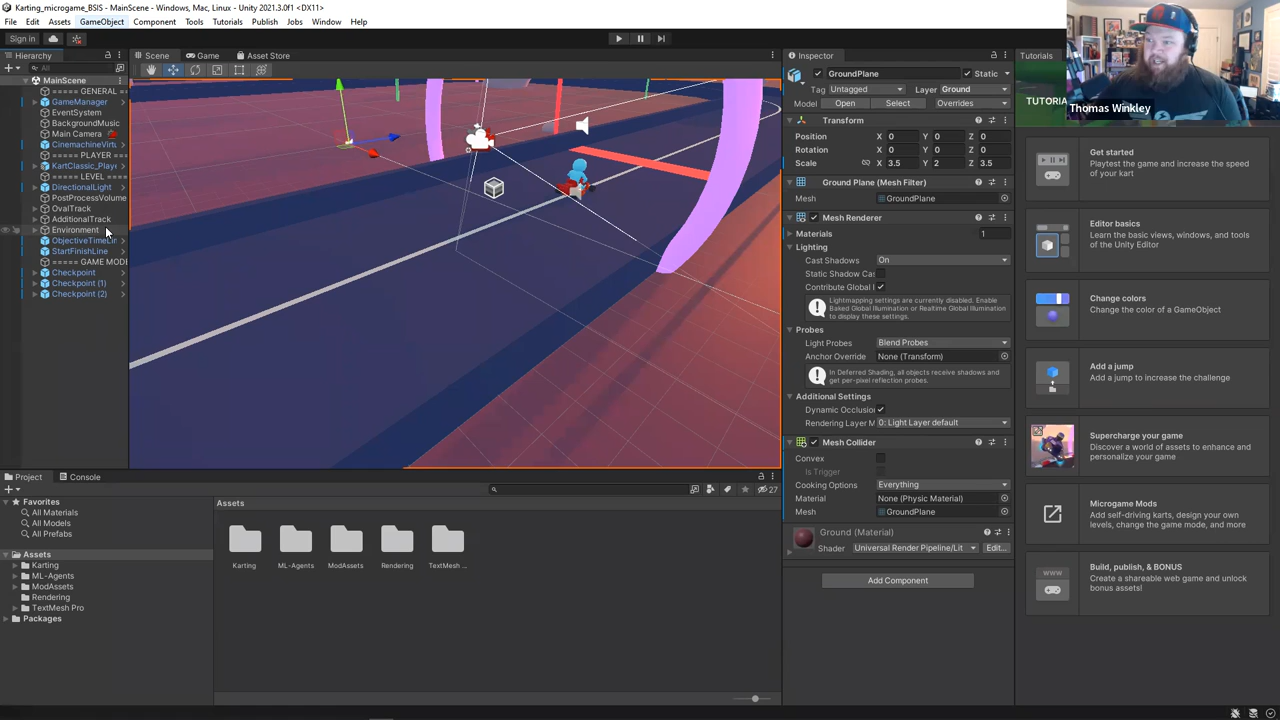 Karting_microgame_BSIS - MainScene - Windows, Mac, Linux - Unity 2021.3.0f1 <DX11>
File Edit Assets GameObject Component Tools Tutorials Publish Jobs Window Help
Sign in
Hierarchy
All
MainScene
===== GENERAL =====
GameManager
EventSystem
BackgroundMusic
Main Camera
CinemachineVirtu
===== PLAYER ====
KartClassic_Playe
===== LEVEL =====
DirectionalLight
PostProcessVolume
OvalTrack
AdditionalTrack
Environment
ObjectiveTimeLim
StartFinishLine
===== GAME MODE
Checkpoint
Checkpoint (1)
Checkpoint (2)
Scene Game Asset Store
Inspector
GroundPlane Static
Tag Untagged Layer Ground
Model Open Select Overrides
Transform
Position X 0 Y 0 Z 0
Rotation X 0 Y 0 Z 0
Scale X 3.5 Y 2 Z 3.5
Ground Plane (Mesh Filter)
Mesh GroundPlane
Mesh Renderer
Materials 1
Lighting
Cast Shadows On
Static Shadow Cas
Contribute Global I
Lightmapping settings are currently disabled. Enable
Baked Global Illumination or Realtime Global Illumination
to display these settings.
Probes
Light Probes Blend Probes
Anchor Override None (Transform)
In Deferred Shading, all objects receive shadows and
get per-pixel reflection probes.
Additional Settings
Dynamic Occlusio
Rendering Layer M 0: Light Layer default
Mesh Collider
Convex
Is Trigger
Cooking Options Everything
Material None (Physic Material)
Mesh GroundPlane
Ground (Material)
Shader Universal Render Pipeline/Lit Edit...
Add Component
Tutorials
TUTORIA
Thomas Winkley
Get started
Playtest the game and increase the speed
of your kart
Editor basics
Learn the basic views, windows, and tools
of the Unity Editor
Change colors
Change the color of a GameObject
Add a jump
Add a jump to increase the challenge
Supercharge your game
Discover a world of assets to enhance and
personalize your game
Microgame Mods
Add self-driving karts, design your own
levels, change the game mode, and more
www
Build, publish, & BONUS
Create a shareable web game and unlock
bonus assets!
Project Console
27
Favorites
All Materials
All Models
All Prefabs
Assets
Karting
ML-Agents
ModAssets
Rendering
TextMesh Pro
Packages
Assets
Karting ML-Agents ModAssets Rendering TextMesh ...